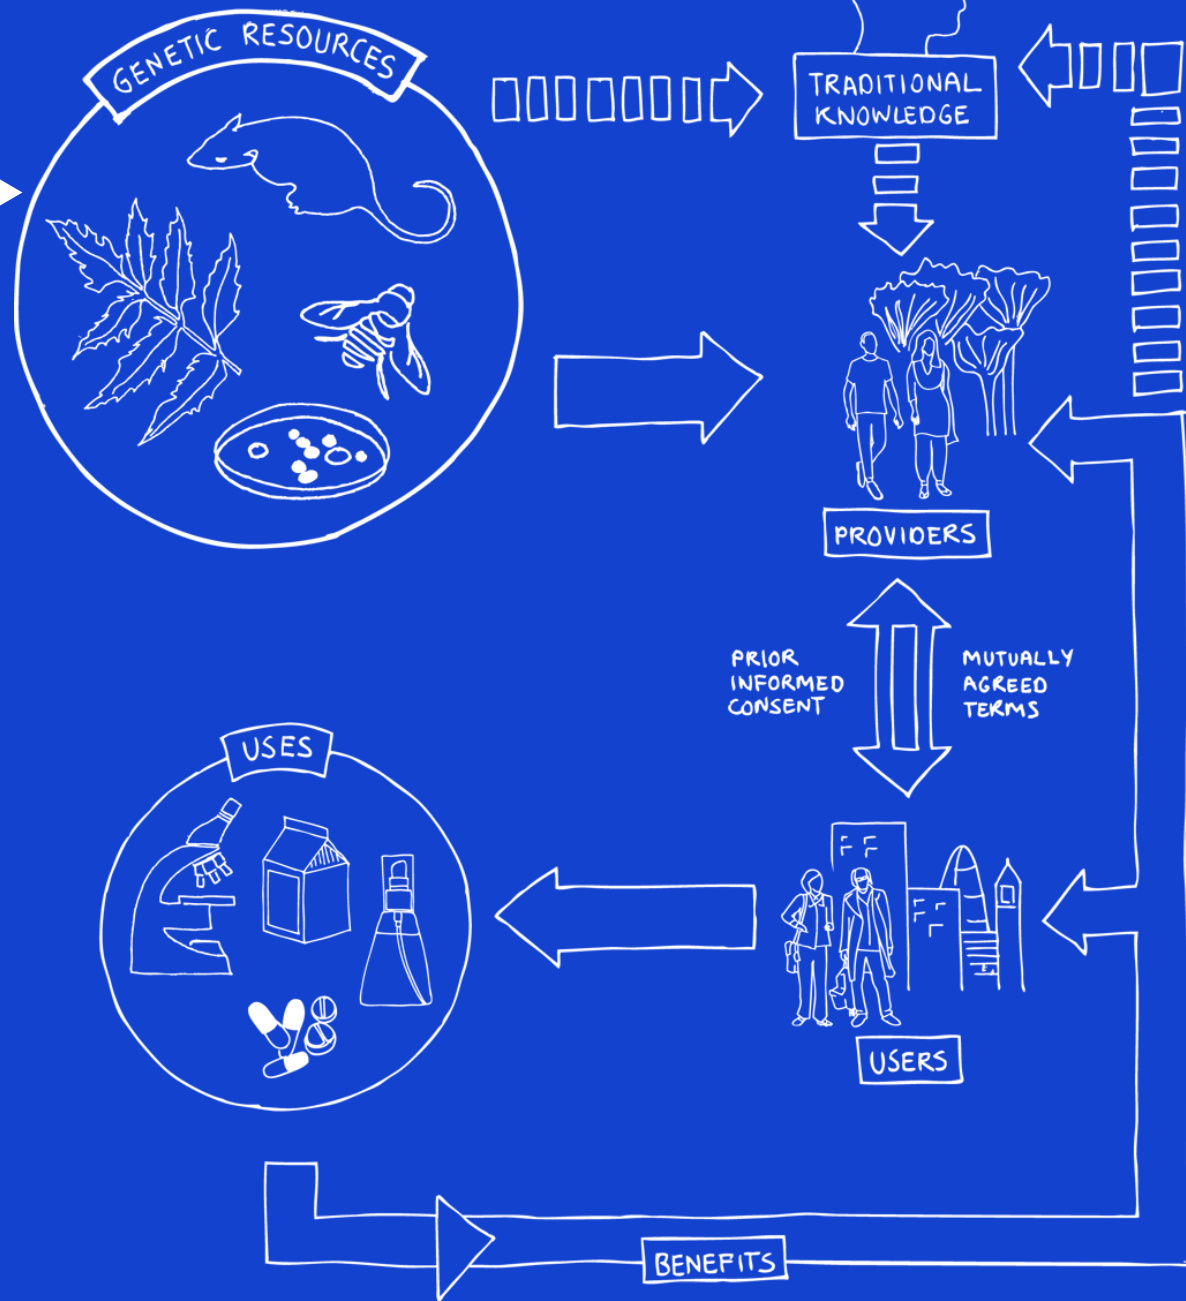 GENETIC RESOURCES
TRADITIONAL
KNOWLEDGE
PROVIDERS
PRIOR
INFORMED
CONSENT
MUTUALLY
AGREED
TERMS
USES
USERS
BENEFITS